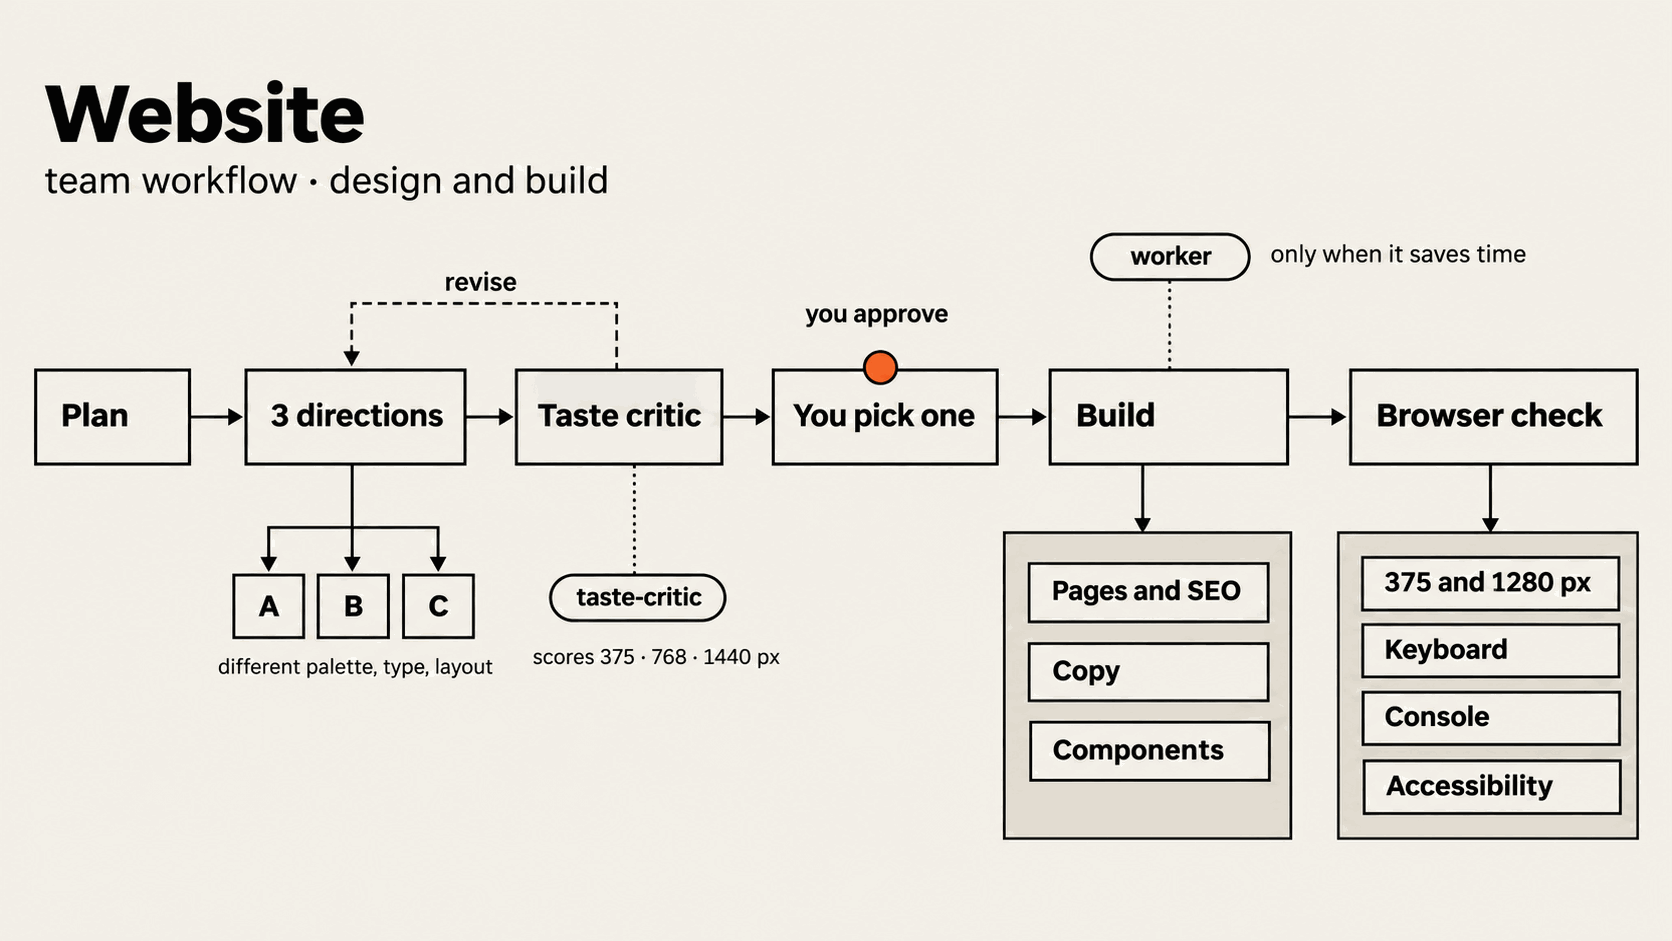 Website
team workflow · design and build
worker
only when it saves time
revise
you approve
Plan
3 directions
Taste critic
You pick one
Build
Browser check
A
B
C
different palette, type, layout
taste-critic
scores 375 · 768 · 1440 px
Pages and SEO
Copy
Components
375 and 1280 px
Keyboard
Console
Accessibility